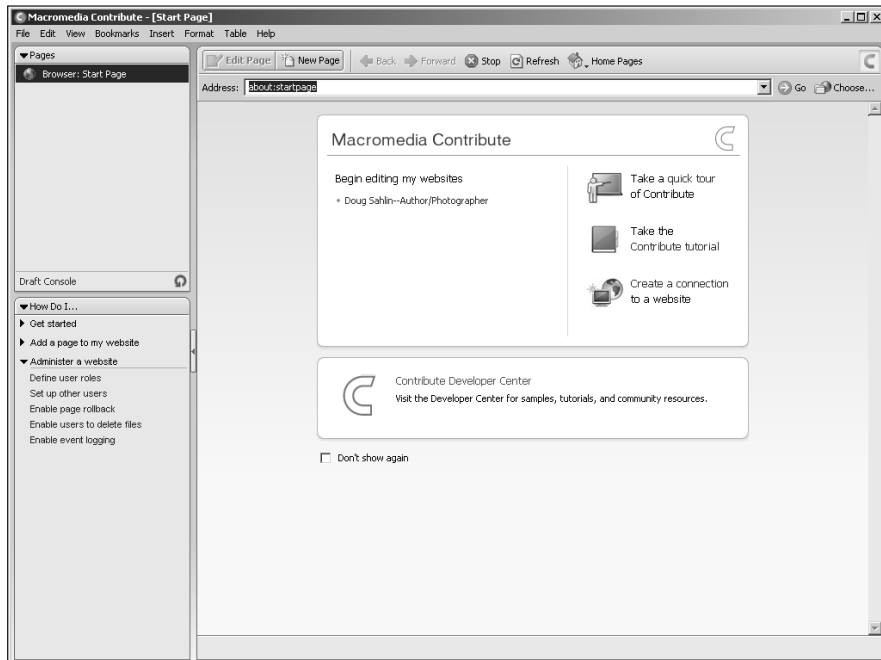 Macromedia Contribute - [Start Page]
File Edit View Bookmarks Insert Format Table Help
Pages
Browser: Start Page
Draft Console
How Do I...
Get started
Add a page to my website
Administer a website
Define user roles
Set up other users
Enable page rollback
Enable users to delete files
Enable event logging
Edit Page New Page Back Forward Stop Refresh Home Pages
Address: about:startpage Go Choose...
Macromedia Contribute
Begin editing my websites
Doug Sahlin--Author/Photographer
Take a quick tour
of Contribute
Take the
Contribute tutorial
Create a connection
to a website
Contribute Developer Center
Visit the Developer Center for samples, tutorials, and community resources.
Don't show again